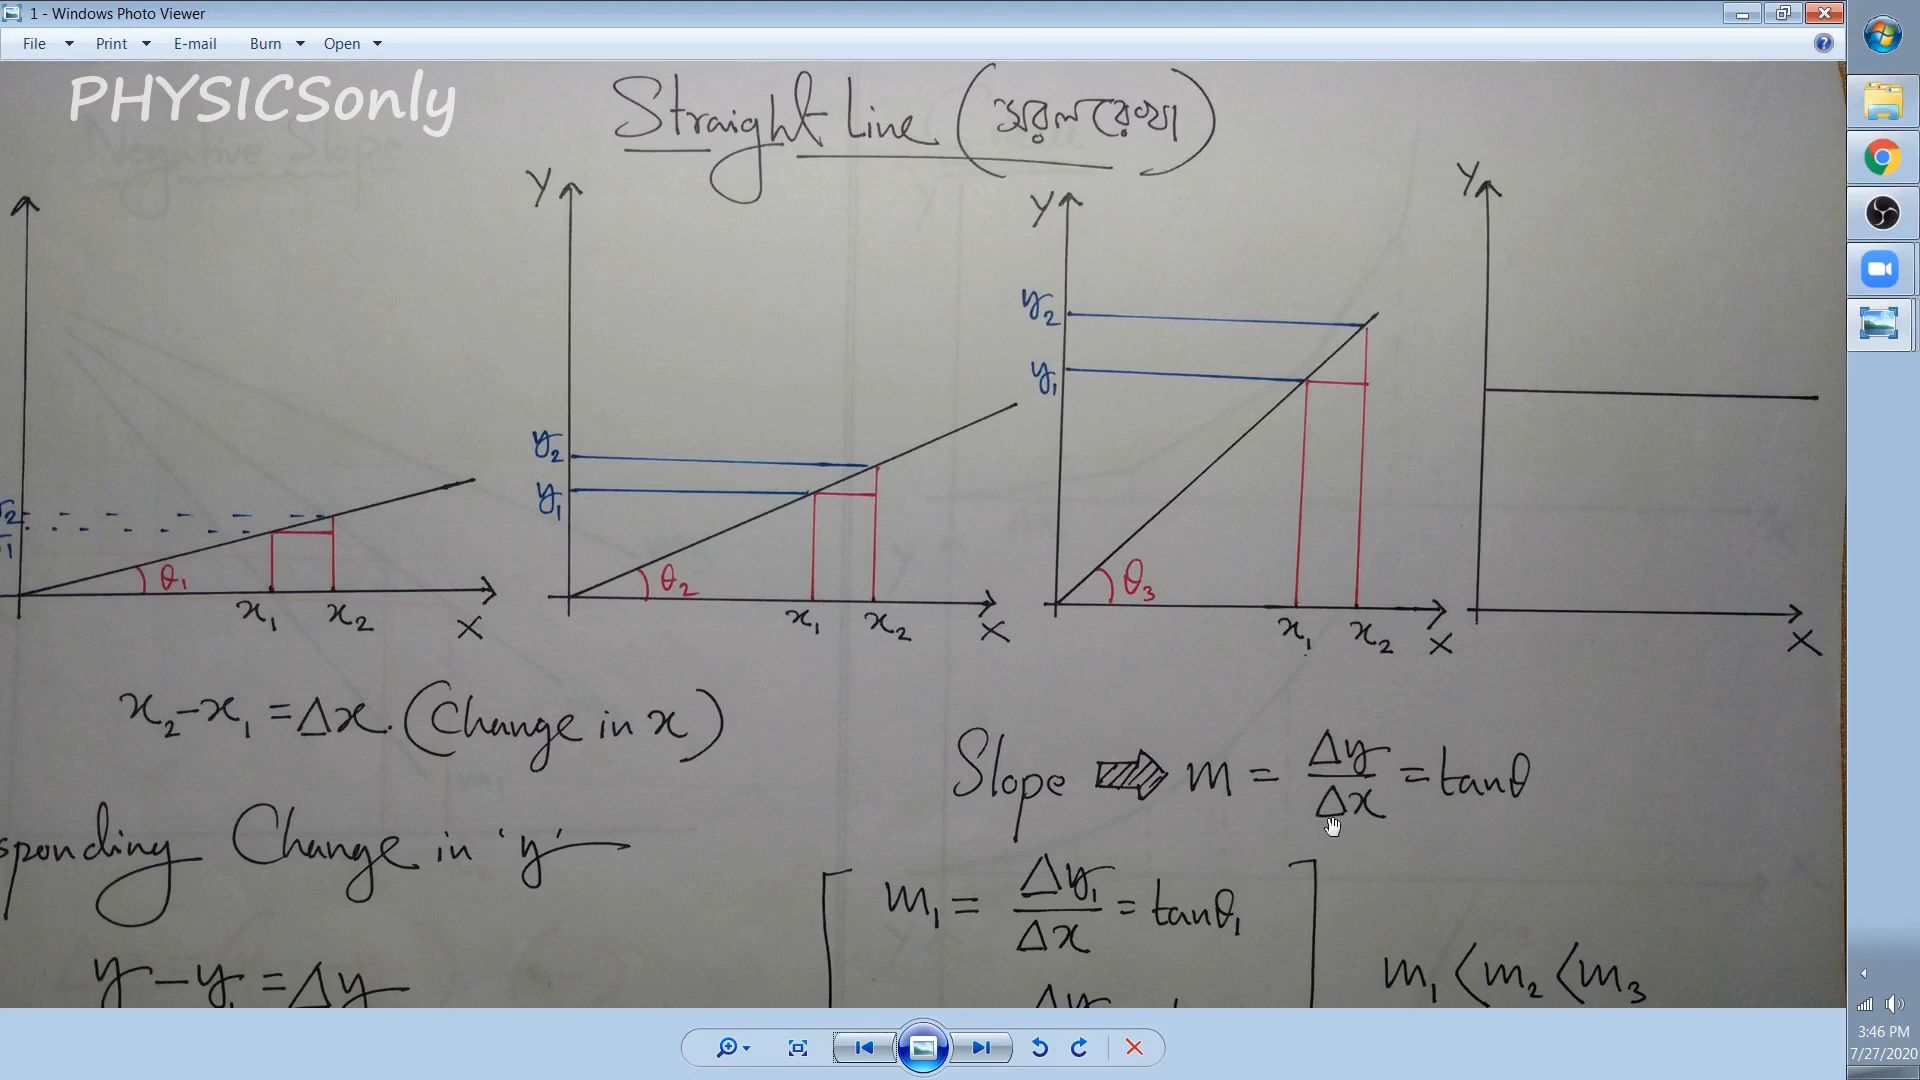 1 - Windows Photo Viewer
File Print E-mail Burn Open
PHYSICSonly
Straight Line (সরলরেখা)
Y
Y
Y
y₂
y₁
θ₁
x₁
x₂
X
y₂
y₁
θ₂
x₁
x₂
X
y₂
y₁
θ₃
x₁
x₂
X
X
x₂-x₁ = Δx. (Change in x)
Slope ⇒ m = Δy/Δx = tanθ
sponding Change in 'y'
m₁ = Δy₁/Δx = tanθ₁
y - y₁ = Δy
m₁ < m₂ < m₃
3:46 PM
7/27/2020